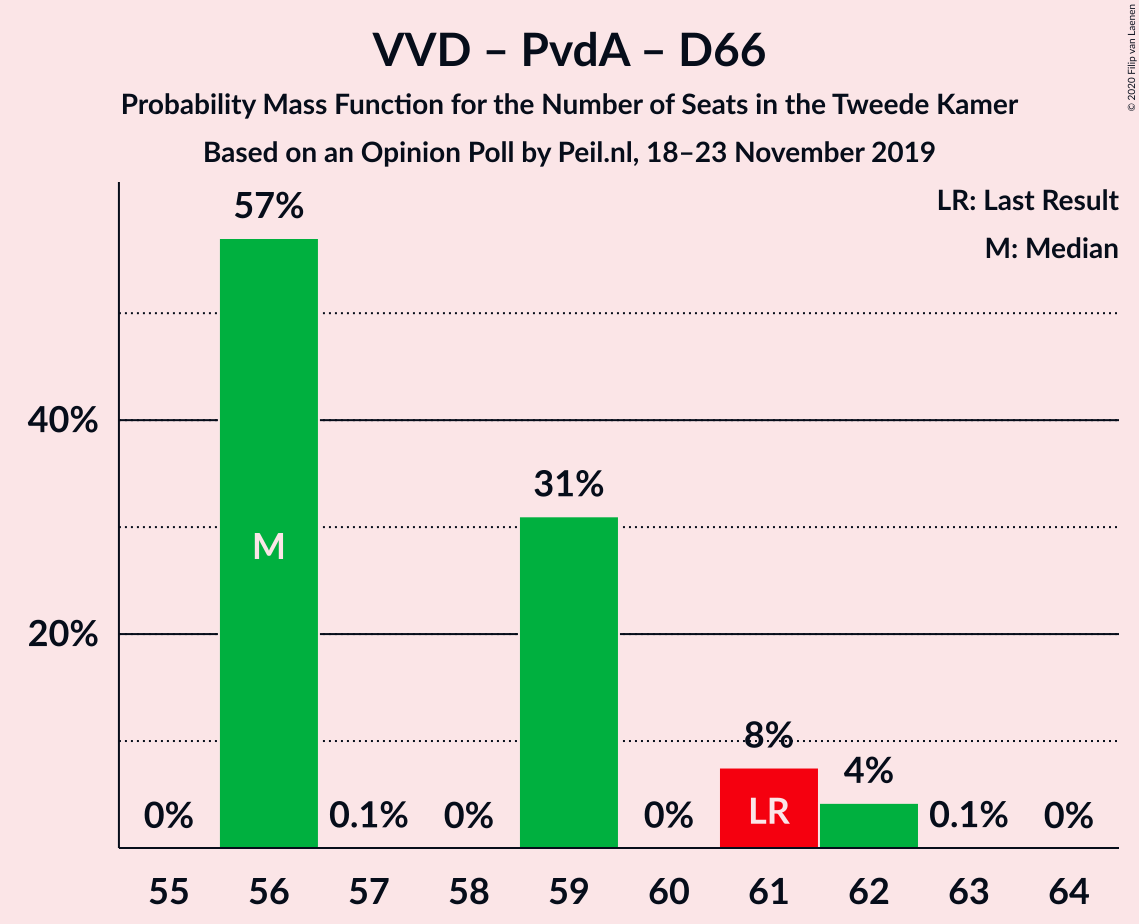 VVD – PvdA – D66
Probability Mass Function for the Number of Seats in the Tweede Kamer
Based on an Opinion Poll by Peil.nl, 18–23 November 2019
© 2020 Filip van Laenen
LR: Last Result
M: Median
57%
40%
31%
M
20%
8%
4%
0%
0.1%
0%
0%
LR
0.1%
0%
55 56 57 58 59 60 61 62 63 64